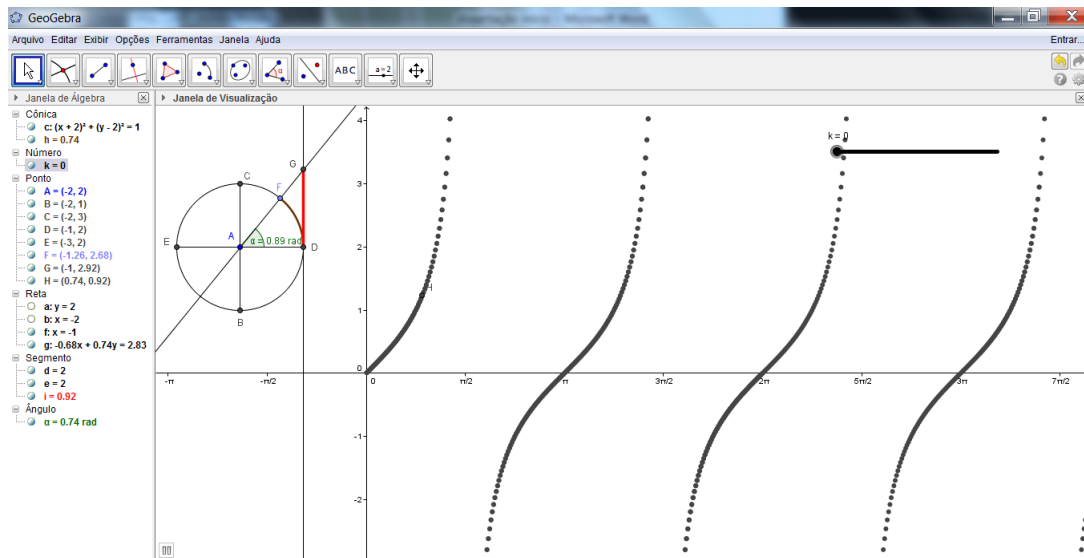 GeoGebra
Arquivo Editar Exibir Opções Ferramentas Janela Ajuda
Entrar...
ABC
a=2
Janela de Álgebra
Janela de Visualização
Cônica
c: (x + 2)² + (y - 2)² = 1
h = 0.74
Número
k = 0
Ponto
A = (-2, 2)
B = (-2, 1)
C = (-2, 3)
D = (-1, 2)
E = (-3, 2)
F = (-1.26, 2.68)
G = (-1, 2.92)
H = (0.74, 0.92)
Reta
a: y = 2
b: x = -2
f: x = -1
g: -0.68x + 0.74y = 2.83
Segmento
d = 2
e = 2
i = 0.92
Ângulo
α = 0.74 rad
4
3
2
1
0
-1
-2
-π
-π/2
0
π/2
π
3π/2
2π
5π/2
3π
7π/2
G
C
F
A
α = 0.89 rad
E
D
B
H
k = 0